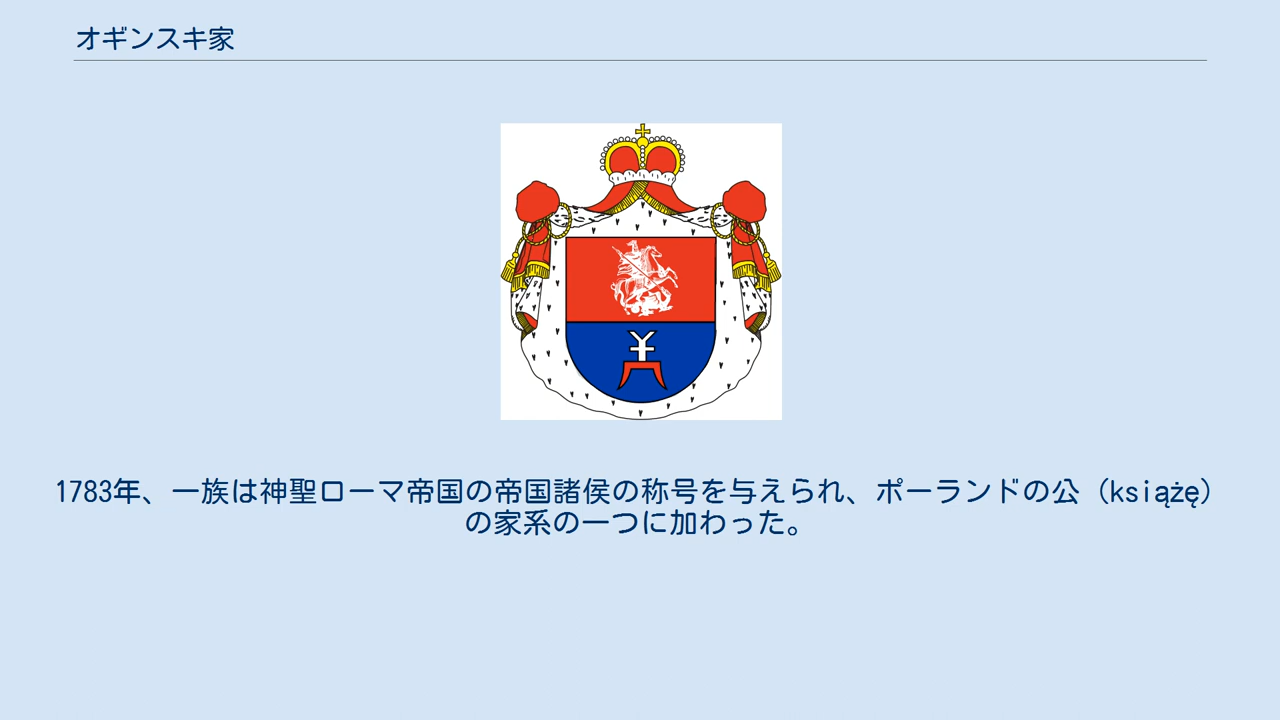 オギンスキ家
1783年、一族は神聖ローマ帝国の帝国諸侯の称号を与えられ、ポーランドの公（książę）
の家系の一つに加わった。